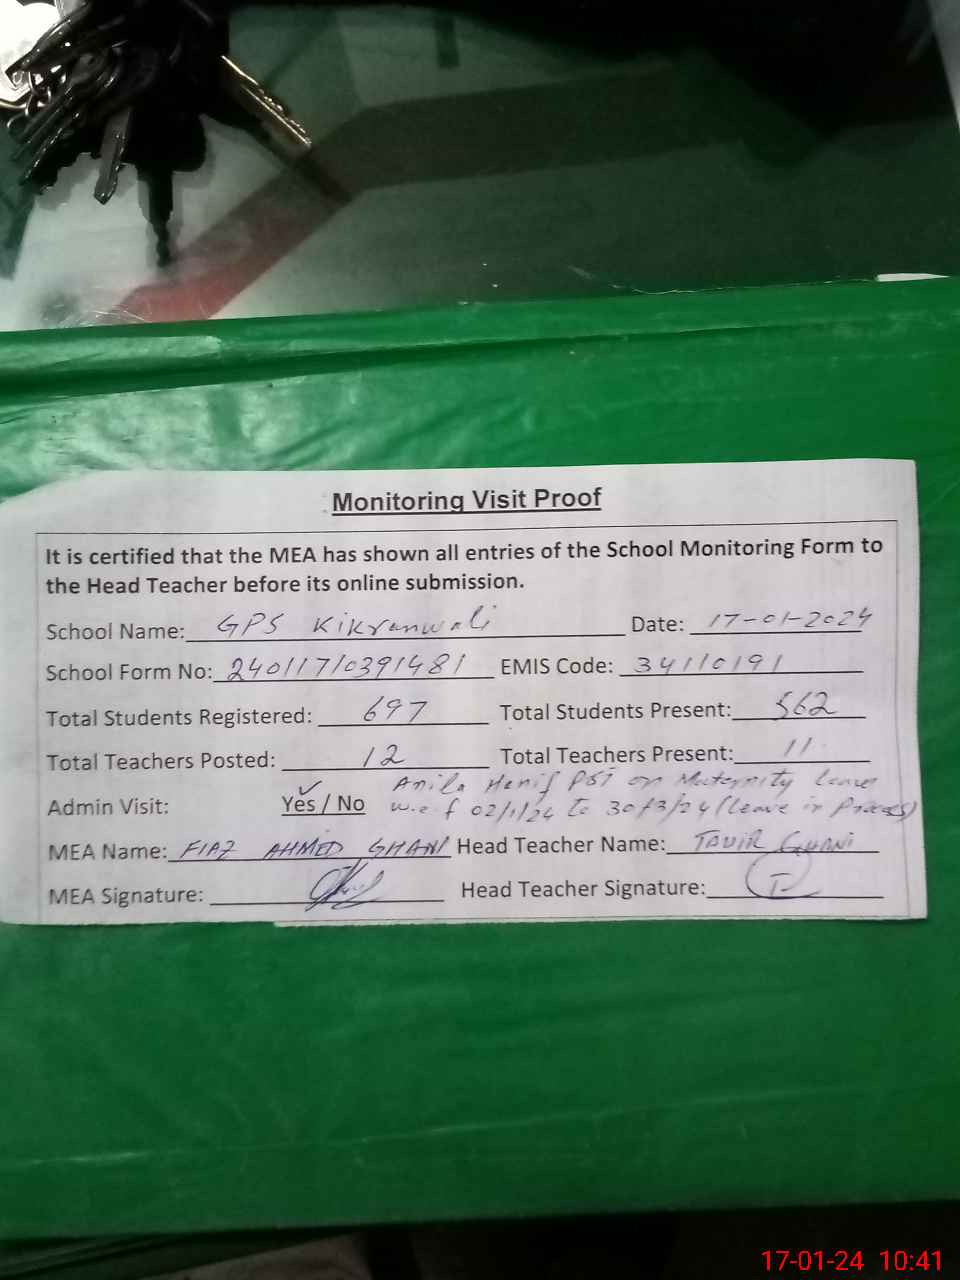 Monitoring Visit Proof
It is certified that the MEA has shown all entries of the School Monitoring Form to
the Head Teacher before its online submission.
School Name: GPS Kikranwali Date: 17-01-2024
School Form No: 240117/0391481 EMIS Code: 34110191
Total Students Registered: 697 Total Students Present: 562
Total Teachers Posted: 12 Total Teachers Present: 11
Anila Hanif PST on Maternity leave
Admin Visit: Yes / No w.e.f 02/1/24 to 30/3/24 (leave in Process)
MEA Name: FIAZ AHMED GHANI Head Teacher Name: TAVIR GHANI
MEA Signature: Head Teacher Signature:
17-01-24 10:41